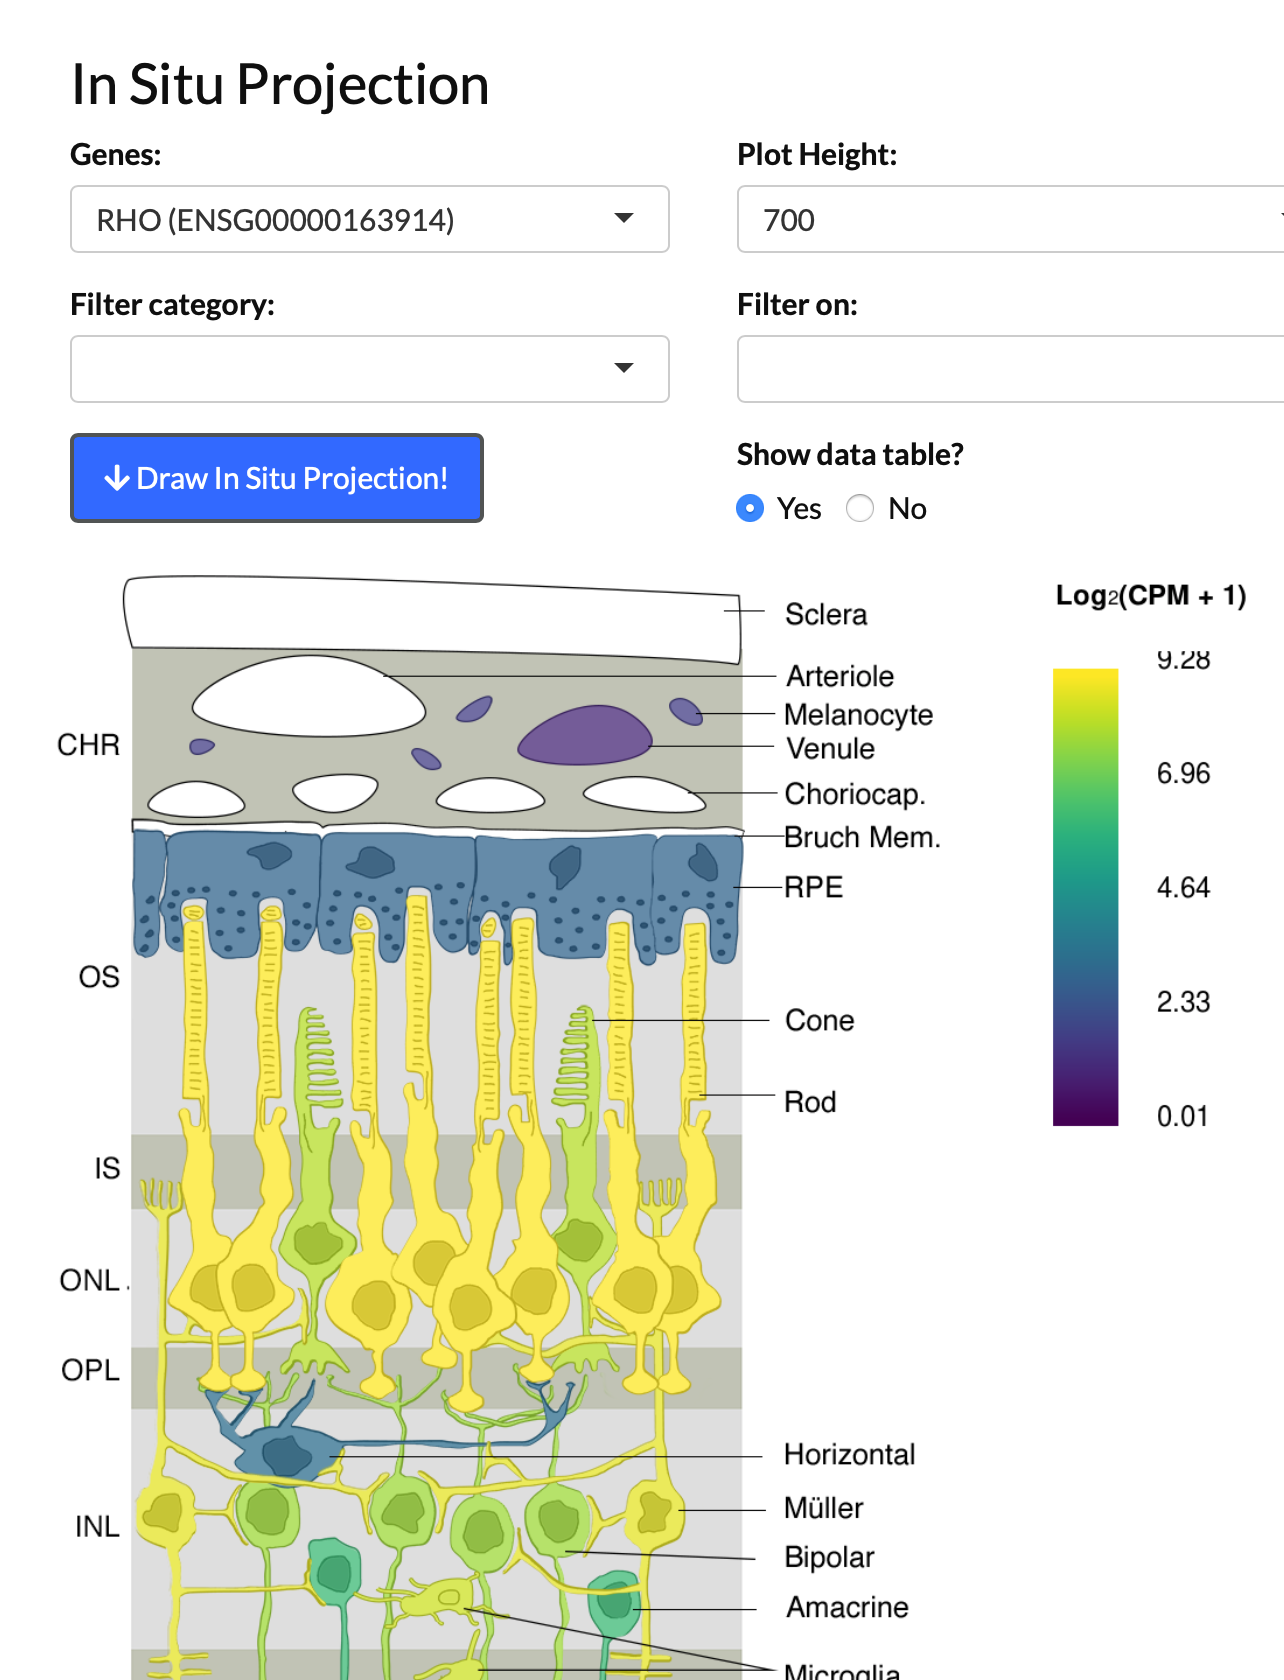 In Situ Projection
Genes:
Plot Height:
RHO (ENSG00000163914)
700
Filter category:
Filter on:
Draw In Situ Projection!
Show data table?
Yes
No
Sclera
Log2(CPM + 1)
9.28
Arteriole
Melanocyte
CHR
Venule
6.96
Choriocap.
Bruch Mem.
RPE
4.64
OS
2.33
Cone
Rod
0.01
IS
ONL.
OPL
Horizontal
Müller
INL
Bipolar
Amacrine
Microglia